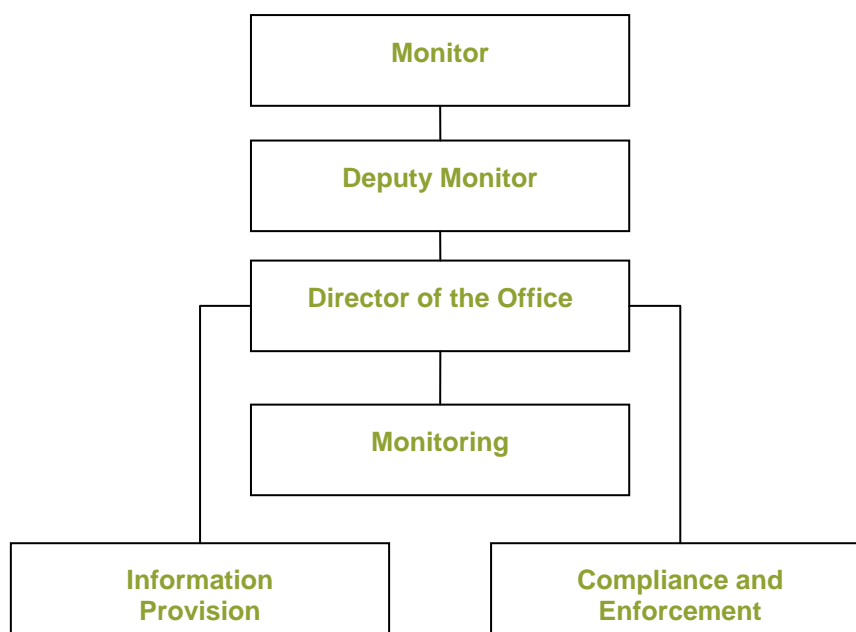 Monitor
Deputy Monitor
Director of the Office
Monitoring
Information
Provision
Compliance and
Enforcement